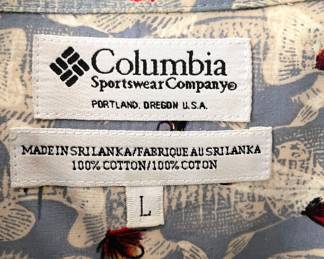 Columbia
Sportswear Company®
PORTLAND, OREGON U.S.A.
MADE IN SRI LANKA/FABRIQUE AU SRI LANKA
100% COTTON/100% COTON
L